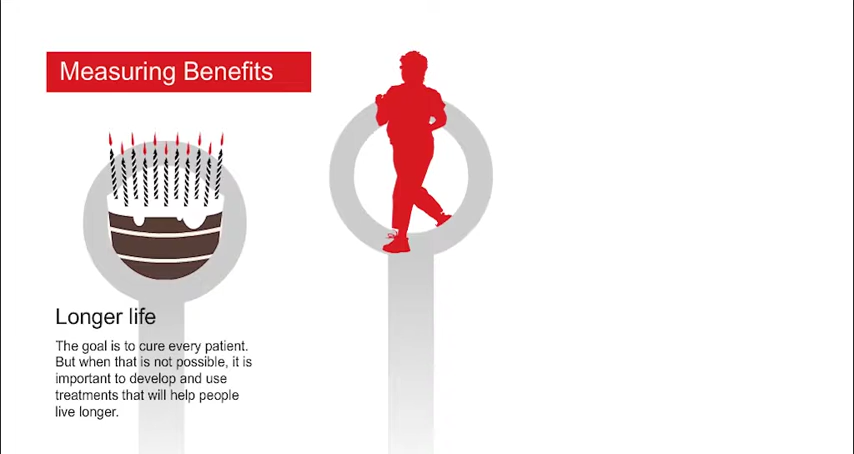 Measuring Benefits
Longer life
The goal is to cure every patient.
But when that is not possible, it is
important to develop and use
treatments that will help people
live longer.